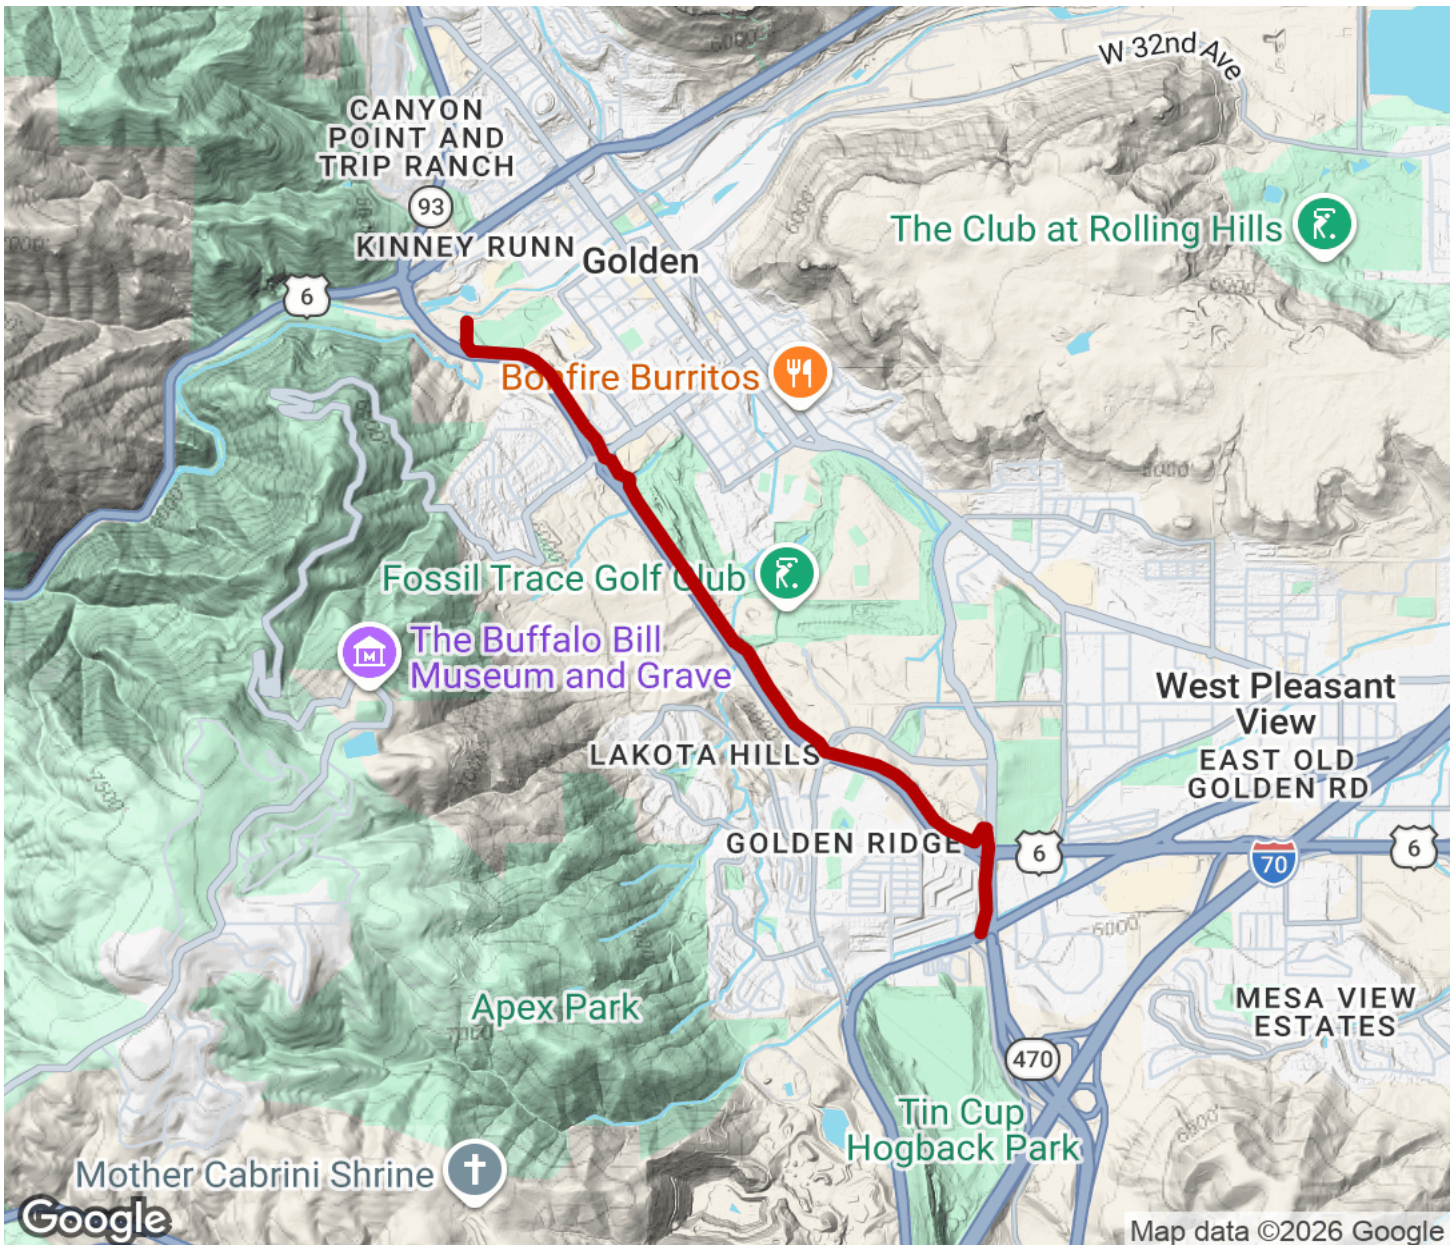 6000'
W 32nd Ave
CANYON
POINT AND
TRIP RANCH
93
KINNEY RUNN
Golden
The Club at Rolling Hills
6
Bonfire Burritos
Fossil Trace Golf Club
The Buffalo Bill
Museum and Grave
West Pleasant
View
LAKOTA HILLS
EAST OLD
GOLDEN RD
GOLDEN RIDGE
6
70
6
6000'
Apex Park
MESA VIEW
ESTATES
470
Tin Cup
Hogback Park
Mother Cabrini Shrine
Google
Map data ©2026 Google